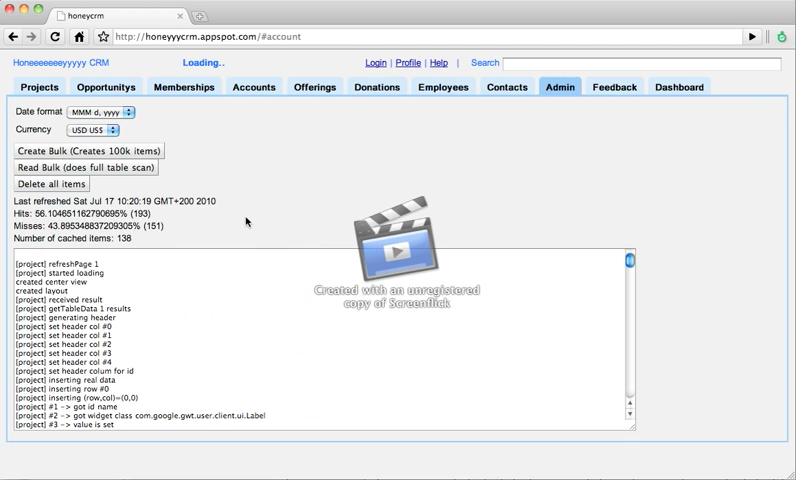 honeycrm
http://honeyyycrm.appspot.com/#account
Honeeeeeeyyyyy CRM Loading.. Login | Profile | Help | Search
Projects Opportunitys Memberships Accounts Offerings Donations Employees Contacts Admin Feedback Dashboard
Date format MMM d, yyyy
Currency USD US$
Create Bulk (Creates 100k items)
Read Bulk (does full table scan)
Delete all items
Last refreshed Sat Jul 17 10:20:19 GMT+200 2010
Hits: 56.104651162790695% (193)
Misses: 43.895348837209305% (151)
Number of cached items: 138
[project] refreshPage 1
[project] started loading
created center view
created layout
[project] received result
[project] getTableData 1 results
[project] generating header
[project] set header col #0
[project] set header col #1
[project] set header col #2
[project] set header col #3
[project] set header col #4
[project] set header colum for id
[project] inserting real data
[project] inserting row #0
[project] inserting (row,col)=(0,0)
[project] #1 -> got id name
[project] #2 -> got widget class com.google.gwt.user.client.ui.Label
[project] #3 -> value is set
Created with an unregistered
copy of Screenflick